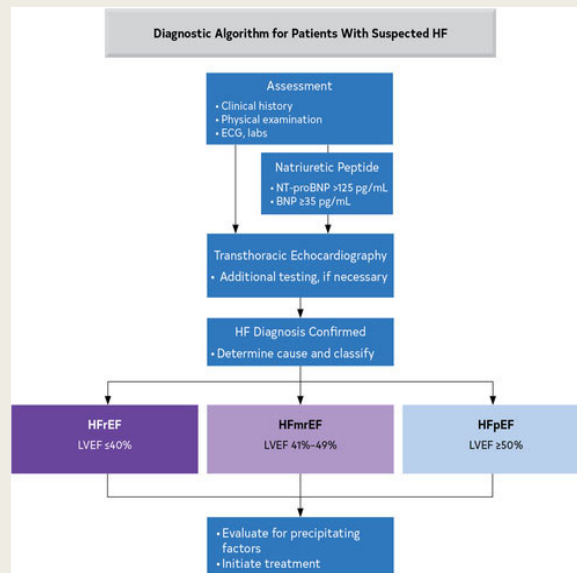 Diagnostic Algorithm for Patients With Suspected HF
Assessment
• Clinical history
• Physical examination
• ECG, labs
Natriuretic Peptide
• NT-proBNP >125 pg/mL
• BNP ≥35 pg/mL
Transthoracic Echocardiography
• Additional testing, if necessary
HF Diagnosis Confirmed
• Determine cause and classify
HFrEF
LVEF ≤40%
HFmrEF
LVEF 41%–49%
HFpEF
LVEF ≥50%
• Evaluate for precipitating
factors
• Initiate treatment